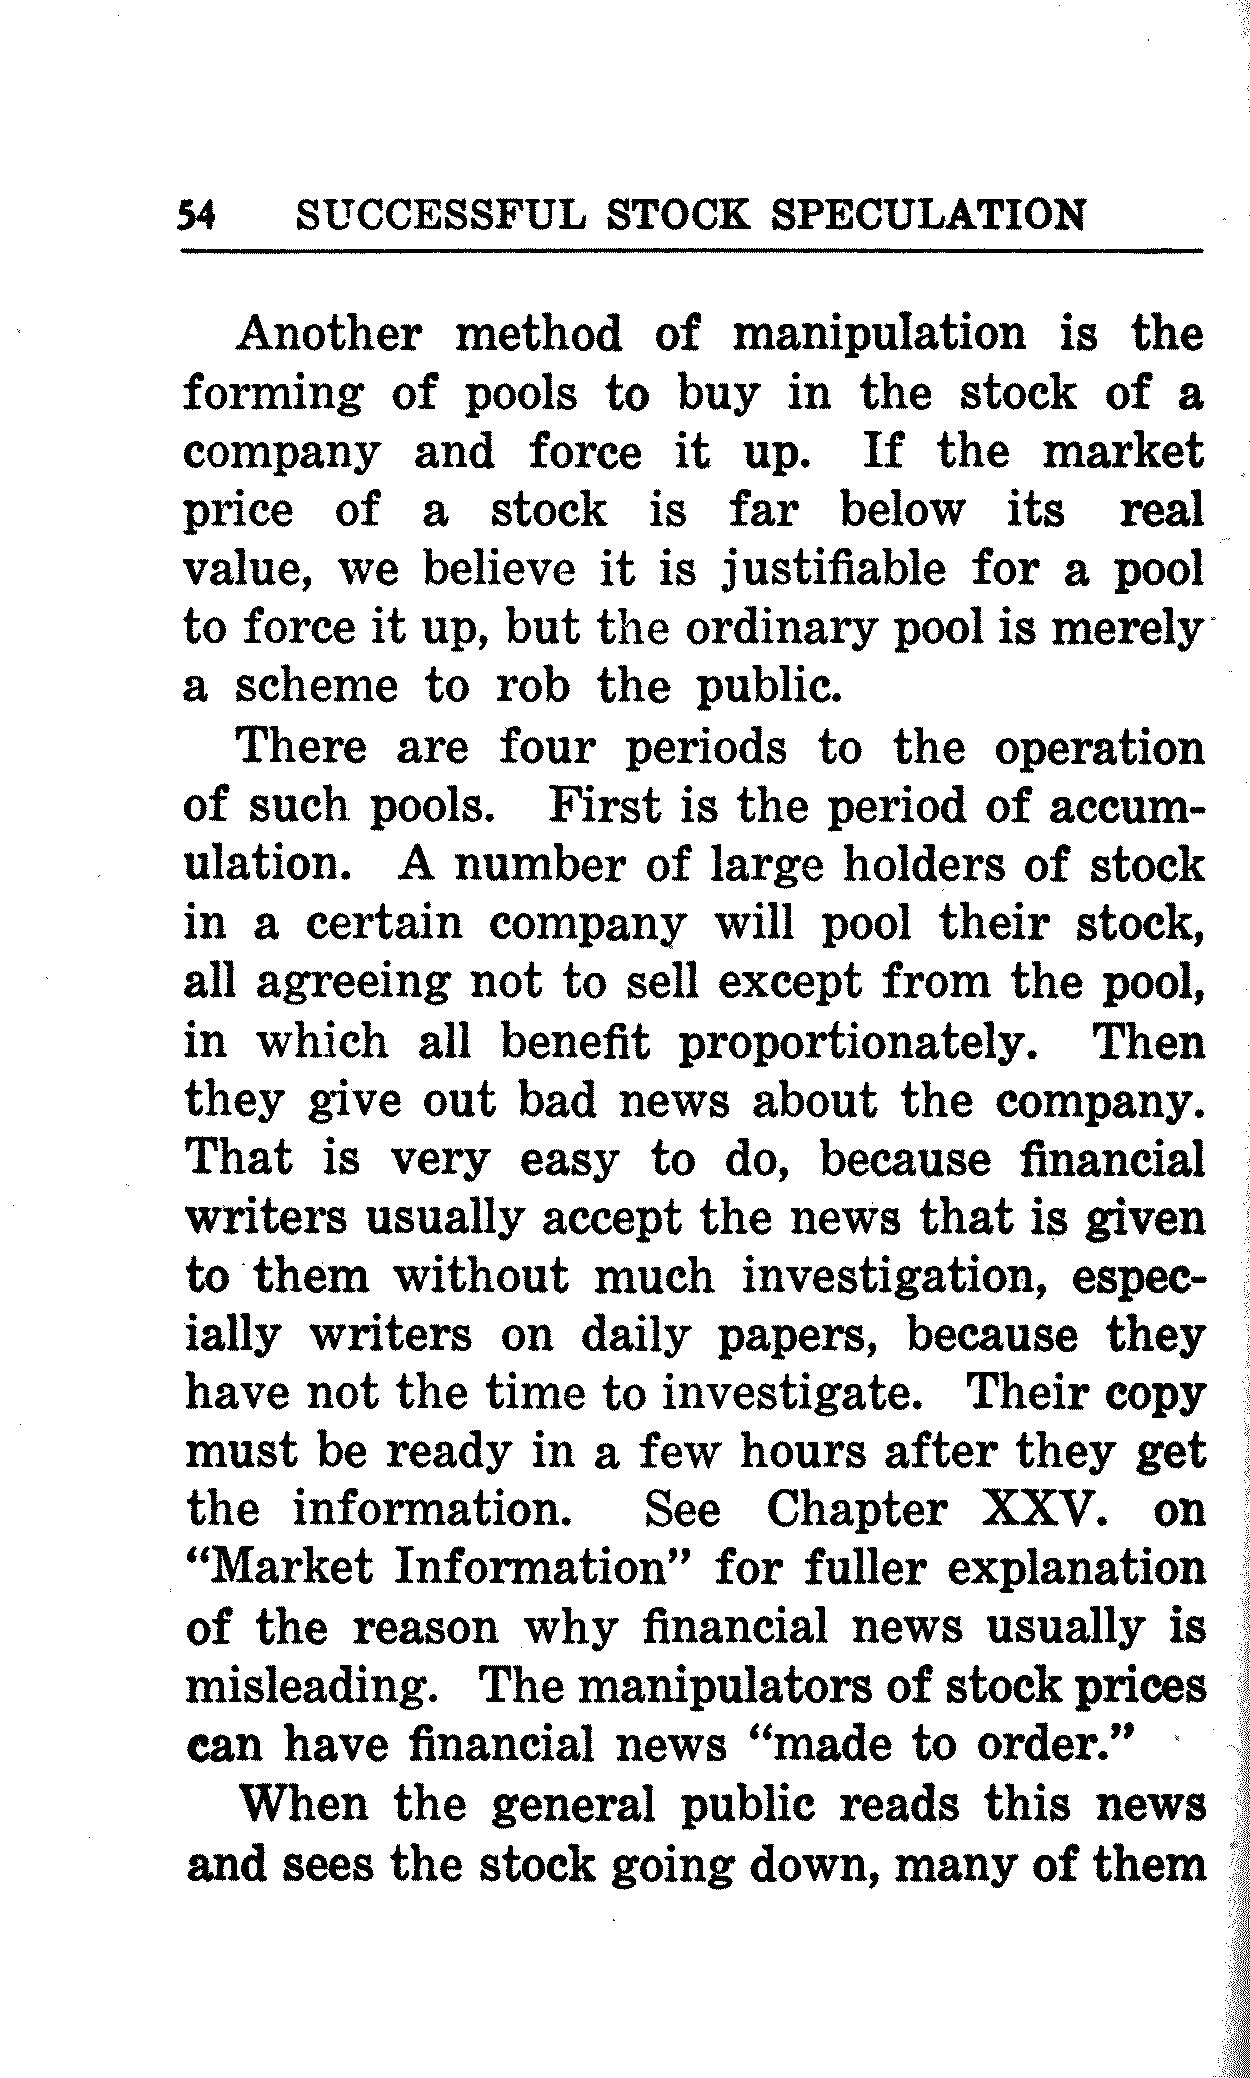 54 SUCCESSFUL STOCK SPECULATION
Another method of manipulation is the
forming of pools to buy in the stock of a
company and force it up. If the market
price of a stock is far below its real
value, we believe it is justifiable for a pool
to force it up, but the ordinary pool is merely
a scheme to rob the public.
There are four periods to the operation
of such pools. First is the period of accum-
ulation. A number of large holders of stock
in a certain company will pool their stock,
all agreeing not to sell except from the pool,
in which all benefit proportionately. Then
they give out bad news about the company.
That is very easy to do, because financial
writers usually accept the news that is given
to them without much investigation, espec-
ially writers on daily papers, because they
have not the time to investigate. Their copy
must be ready in a few hours after they get
the information. See Chapter XXV. on
“Market Information” for fuller explanation
of the reason why financial news usually is
misleading. The manipulators of stock prices
can have financial news “made to order.”
When the general public reads this news
and sees the stock going down, many of them